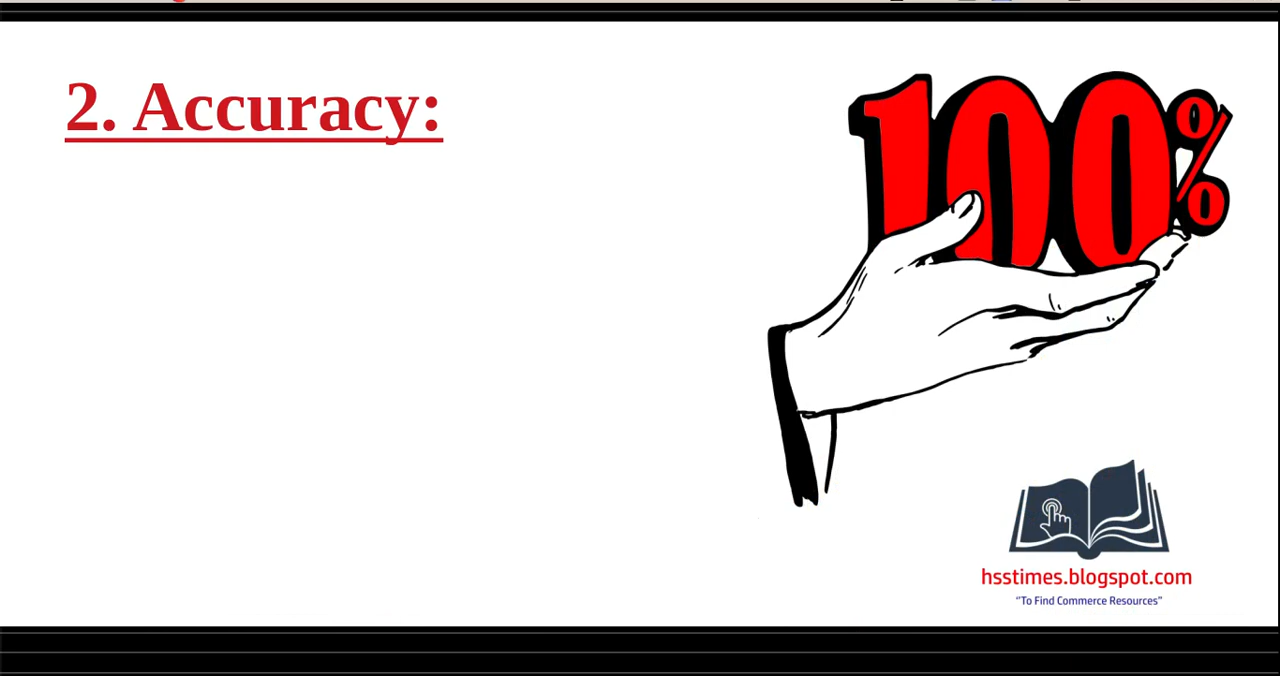 2. Accuracy:
100%
hsstimes.blogspot.com
“To Find Commerce Resources”